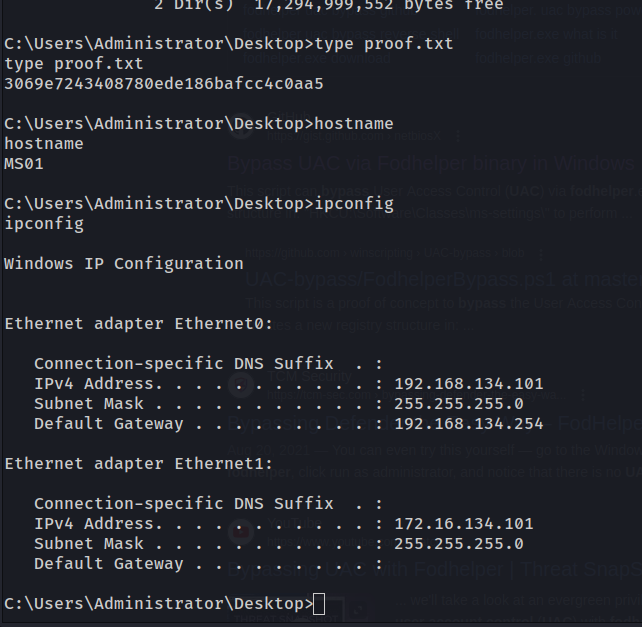 2 Dir(s)  17,294,999,552 bytes free
C:\Users\Administrator\Desktop>type proof.txt
type proof.txt
3069e7243408780ede186bafcc4c0aa5
C:\Users\Administrator\Desktop>hostname
hostname
MS01
Bypass UAC via Fodhelper binary in Windows
C:\Users\Administrator\Desktop>ipconfig
ipconfig
Windows IP Configuration
UAC-bypass/FodhelperBypass.ps1 at master
This script is a proof of concept to bypass the User Access
Ethernet adapter Ethernet0:
Connection-specific DNS Suffix  . :
IPv4 Address. . . . . . . . . . . : 192.168.134.101
Subnet Mask . . . . . . . . . . . : 255.255.255.0
Default Gateway . . . . . . . . . : 192.168.134.254
Ethernet adapter Ethernet1:
Connection-specific DNS Suffix  . :
IPv4 Address. . . . . . . . . . . : 172.16.134.101
Subnet Mask . . . . . . . . . . . : 255.255.255.0
Default Gateway . . . . . . . . . :
Bypassing UAC with Fodhelper | Threat
C:\Users\Administrator\Desktop>